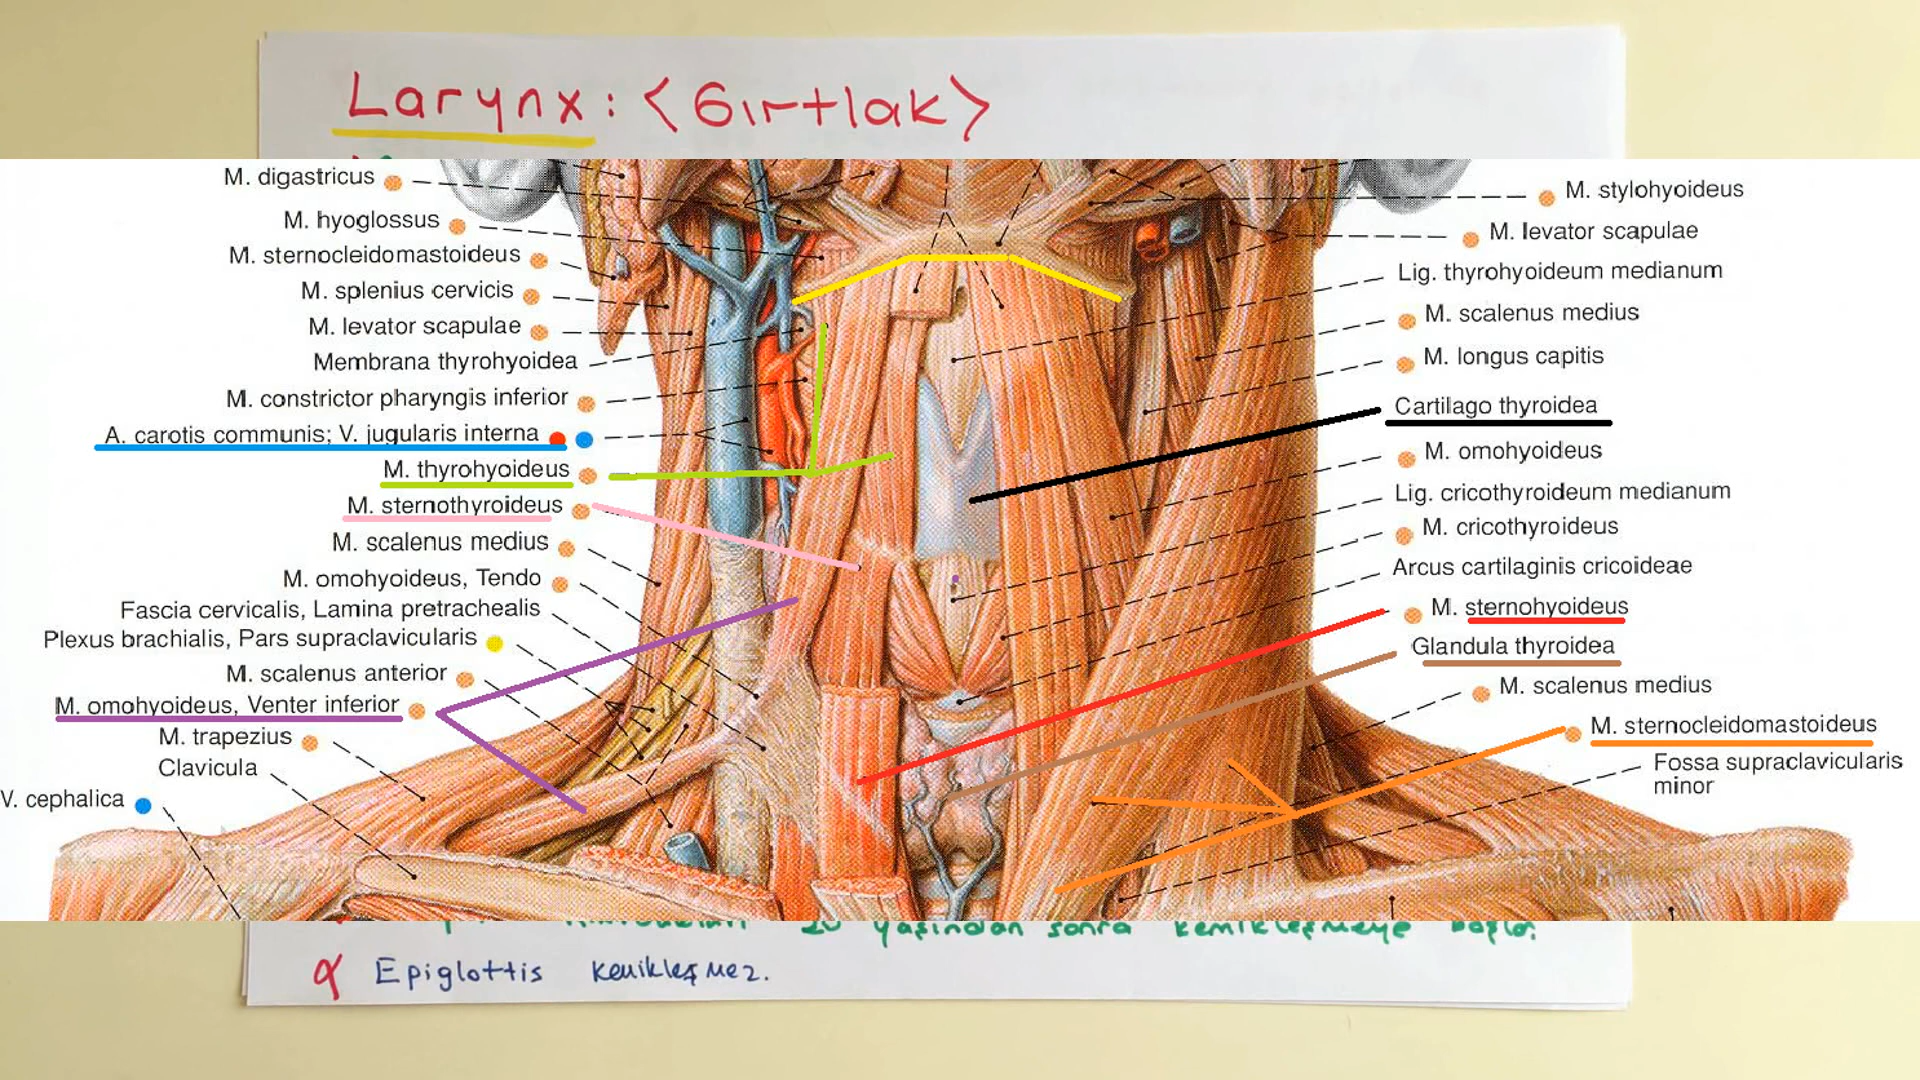 Larynx: <Gırtlak>
M. digastricus
M. hyoglossus
M. sternocleidomastoideus
M. splenius cervicis
M. levator scapulae
Membrana thyrohyoidea
M. constrictor pharyngis inferior
A. carotis communis; V. jugularis interna
M. thyrohyoideus
M. sternothyroideus
M. scalenus medius
M. omohyoideus, Tendo
Fascia cervicalis, Lamina pretrachealis
Plexus brachialis, Pars supraclavicularis
M. scalenus anterior
M. omohyoideus, Venter inferior
M. trapezius
Clavicula
V. cephalica
M. stylohyoideus
M. levator scapulae
Lig. thyrohyoideum medianum
M. scalenus medius
M. longus capitis
Cartilago thyroidea
M. omohyoideus
Lig. cricothyroideum medianum
M. cricothyroideus
Arcus cartilaginis cricoideae
M. sternohyoideus
Glandula thyroidea
M. scalenus medius
M. sternocleidomastoideus
Fossa supraclavicularis
minor
20 yaşından sonra kemikleşmeye başlar.
α Epiglottis kemikleşmez.